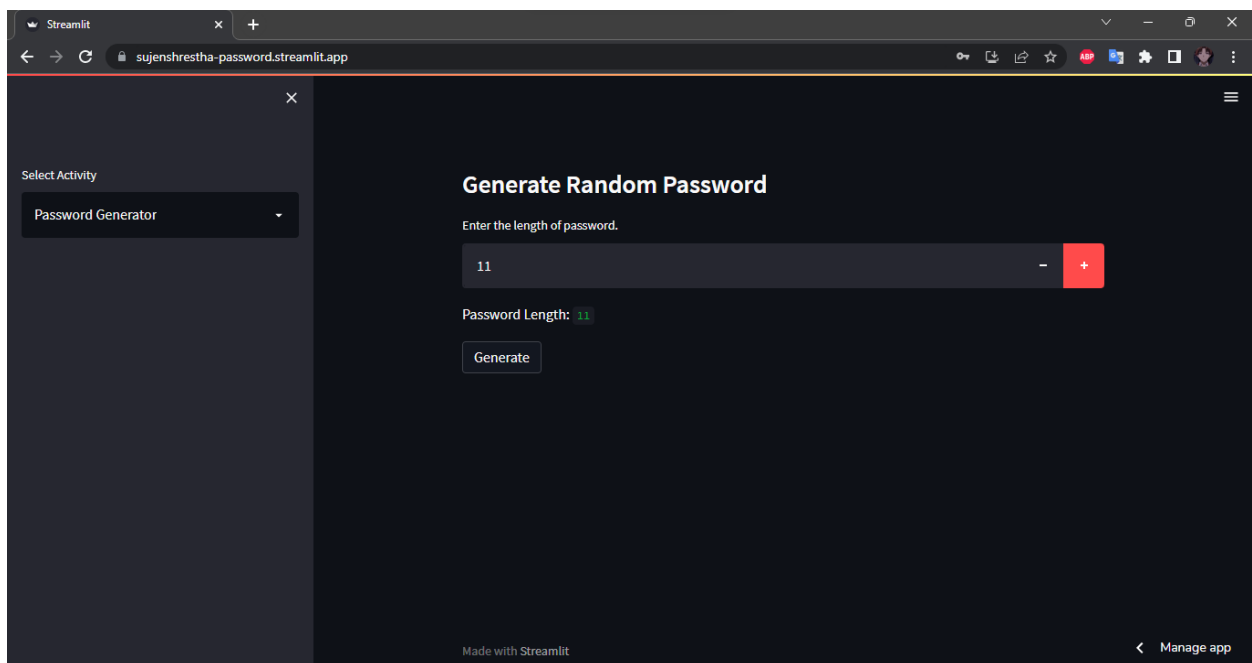 Streamlit
sujenshrestha-password.streamlit.app
ABP
Select Activity
Password Generator
Generate Random Password
Enter the length of password.
11
Password Length: 11
Generate
Made with Streamlit
Manage app